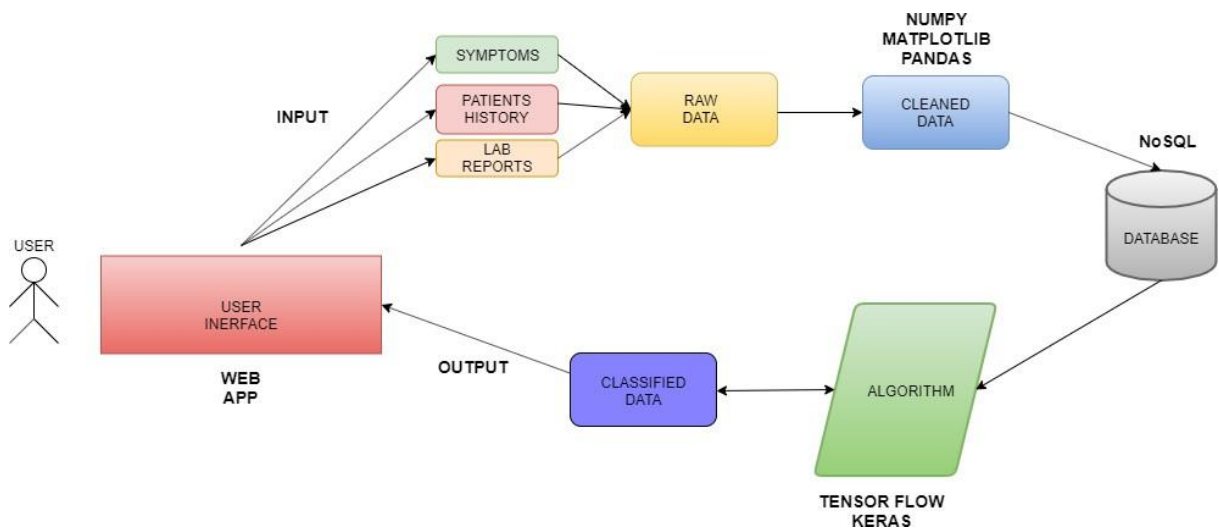 NUMPY
MATPLOTLIB
PANDAS
SYMPTOMS
INPUT
PATIENTS
HISTORY
LAB
REPORTS
RAW
DATA
CLEANED
DATA
NoSQL
DATABASE
USER
USER
INERFACE
WEB
APP
OUTPUT
CLASSIFIED
DATA
ALGORITHM
TENSOR FLOW
KERAS